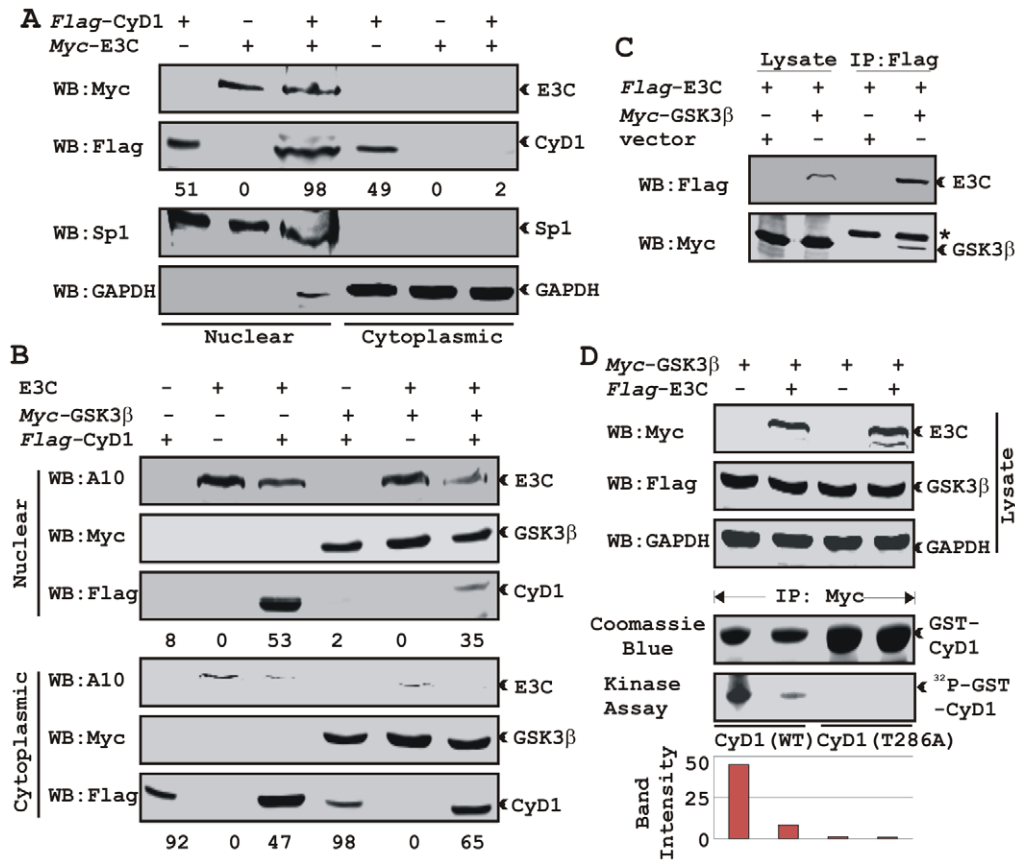 A
Flag-CyD1 + - + + - +
Myc-E3C - + + - + +
WB:Myc E3C
WB:Flag CyD1
51 0 98 49 0 2
WB:Sp1 Sp1
WB:GAPDH GAPDH
Nuclear Cytoplasmic
B
E3C - + + - + +
Myc-GSK3β - - - + + +
Flag-CyD1 + - + + - +
Nuclear
WB:A10 E3C
WB:Myc GSK3β
WB:Flag CyD1
8 0 53 2 0 35
Cytoplasmic
WB:A10 E3C
WB:Myc GSK3β
WB:Flag CyD1
92 0 47 98 0 65
C
Lysate IP:Flag
Flag-E3C + + + +
Myc-GSK3β - + - +
vector + - + -
WB:Flag E3C
WB:Myc *
GSK3β
D
Myc-GSK3β + + + +
Flag-E3C - + - +
WB:Myc E3C
WB:Flag GSK3β
WB:GAPDH GAPDH
Lysate
IP: Myc
Coomassie Blue GST-CyD1
Kinase Assay 32P-GST-CyD1
CyD1(WT) CyD1(T286A)
Band Intensity
50
25
0